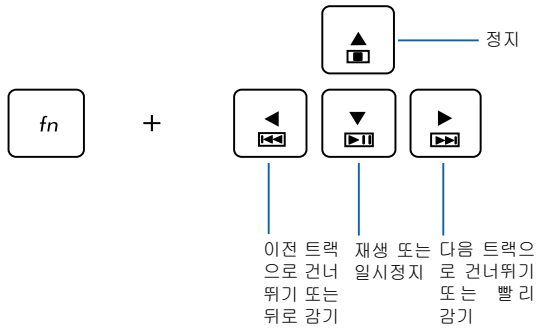 정지
fn
+
이전 트랙
으로 건너
뛰기 또는
뒤로 감기
재생 또는
일시정지
다음 트랙으
로 건너뛰기
또는 빨리
감기